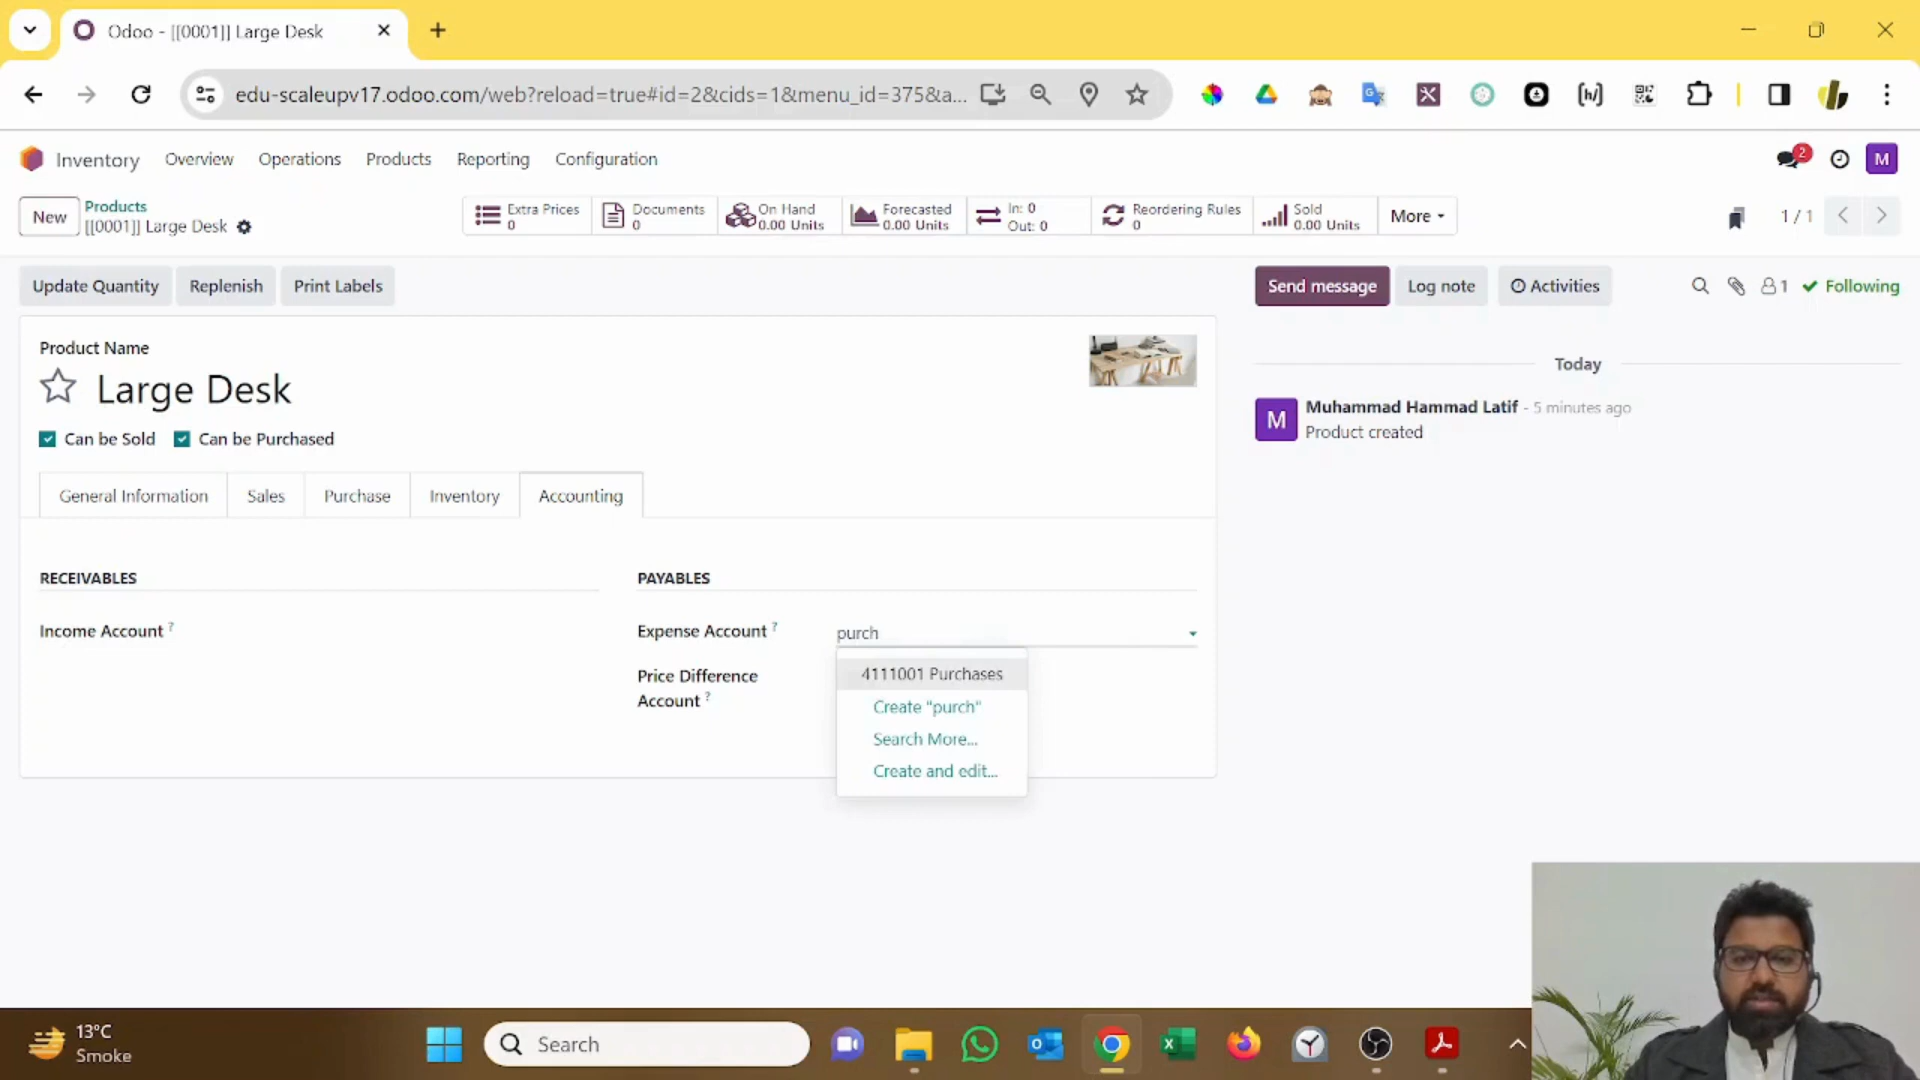 Odoo - [[0001]] Large Desk
edu-scaleupv17.odoo.com/web?reload=true#id=2&cids=1&menu_id=375&a...
Inventory
Overview
Operations
Products
Reporting
Configuration
2
M
New
Products
[[0001]] Large Desk
Extra Prices
0
Documents
0
On Hand
0.00 Units
Forecasted
0.00 Units
In: 0
Out: 0
Reordering Rules
0
Sold
0.00 Units
More
1 / 1
Update Quantity
Replenish
Print Labels
Send message
Log note
Activities
1
Following
Product Name
Large Desk
Can be Sold
Can be Purchased
Today
M
Muhammad Hammad Latif - 5 minutes ago
Product created
General Information
Sales
Purchase
Inventory
Accounting
RECEIVABLES
Income Account ?
PAYABLES
Expense Account ?
purch
Price Difference
Account ?
4111001 Purchases
Create "purch"
Search More...
Create and edit...
13°C
Smoke
Search